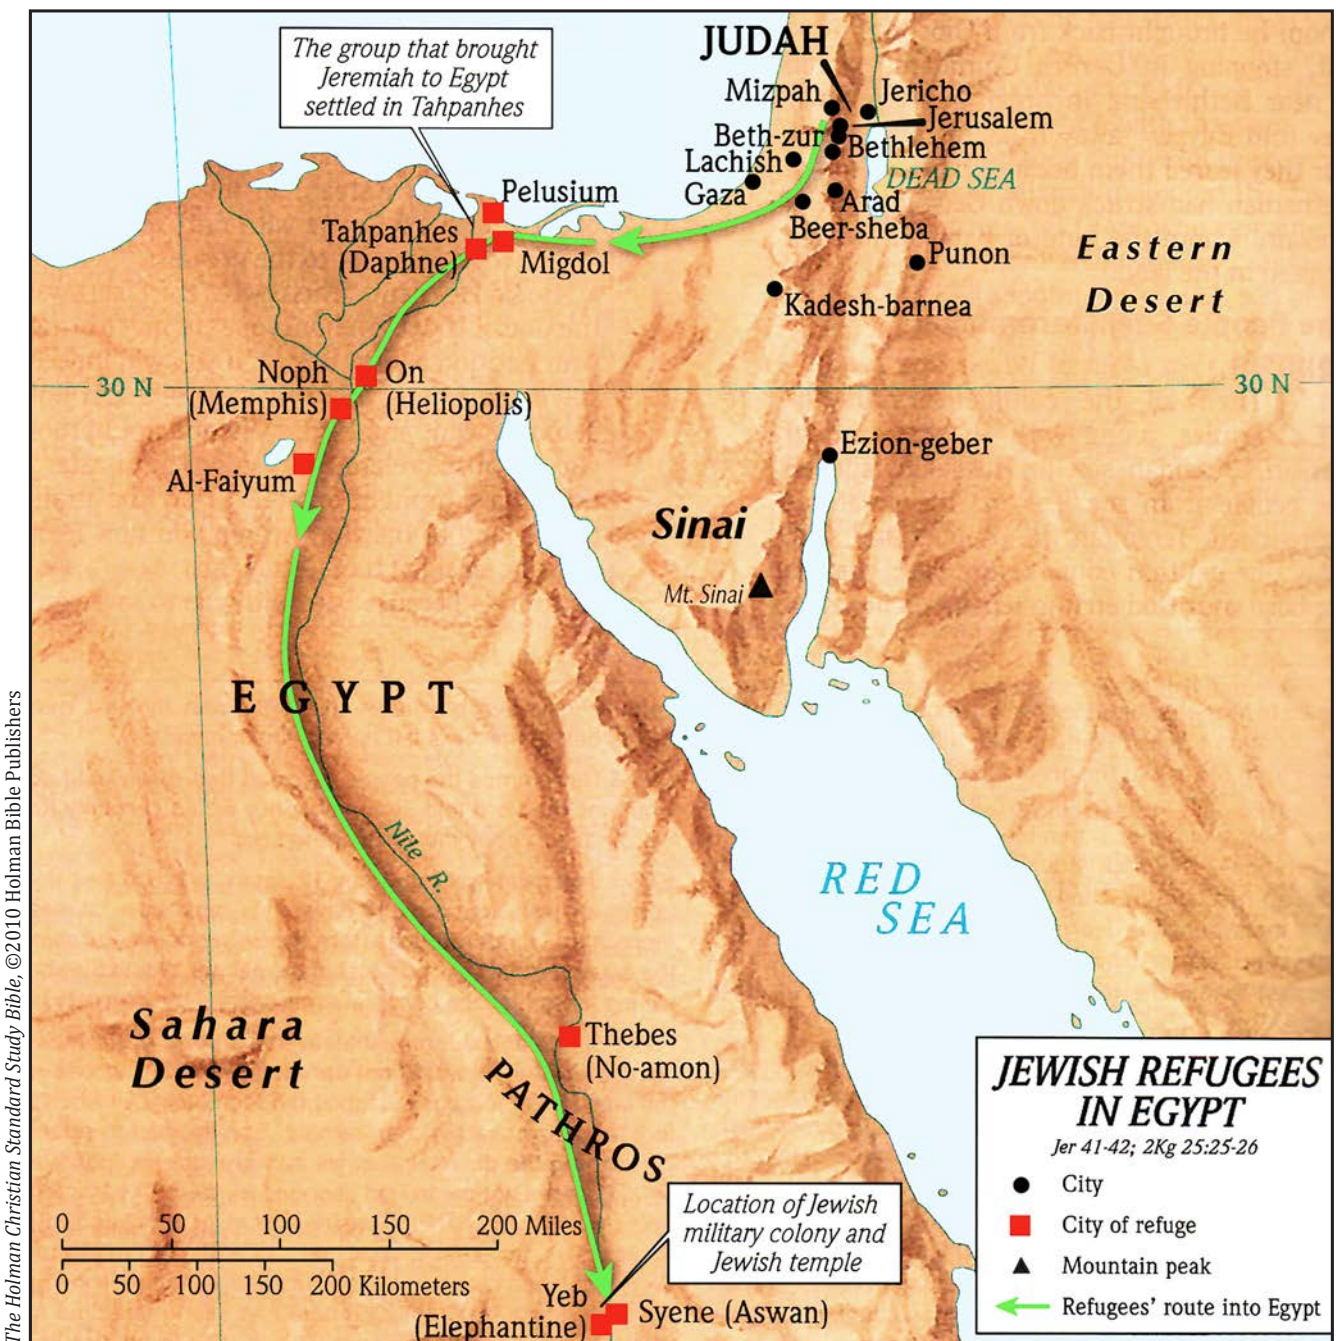 The group that brought
Jeremiah to Egypt
settled in Tahpanhes
JUDAH
Mizpah
Jericho
Jerusalem
Beth-zur
Bethlehem
Lachish
DEAD SEA
Gaza
Arad
Beer-sheba
Pelusium
Tahpanhes
(Daphne)
Migdol
Punon
Eastern
Desert
Kadesh-barnea
30 N
30 N
Noph
(Memphis)
On
(Heliopolis)
Al-Faiyum
Ezion-geber
Sinai
Mt. Sinai
EGYPT
Nile R.
RED
SEA
Sahara
Desert
Thebes
(No-amon)
PATHROS
Location of Jewish
military colony and
Jewish temple
0 50 100 150 200 Miles
0 50 100 150 200 Kilometers
Yeb
(Elephantine)
Syene (Aswan)
JEWISH REFUGEES
IN EGYPT
Jer 41-42; 2Kg 25:25-26
City
City of refuge
Mountain peak
Refugees' route into Egypt
The Holman Christian Standard Study Bible, ©2010 Holman Bible Publishers